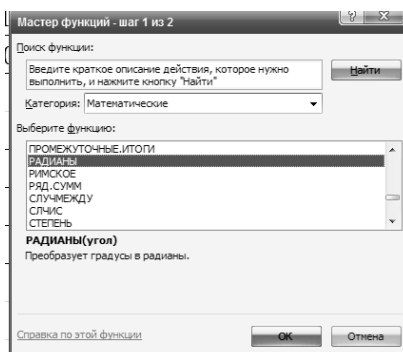 Мастер функций - шаг 1 из 2
Поиск функции:
Введите краткое описание действия, которое нужно
выполнить, и нажмите кнопку "Найти"
Найти
Категория: Математические
Выберите функцию:
ПРОМЕЖУТОЧНЫЕ.ИТОГИ
РАДИАНЫ
РИМСКОЕ
РЯД.СУММ
СЛУЧМЕЖДУ
СЛЧИС
СТЕПЕНЬ
РАДИАНЫ(угол)
Преобразует градусы в радианы.
Справка по этой функции
ОК
Отмена